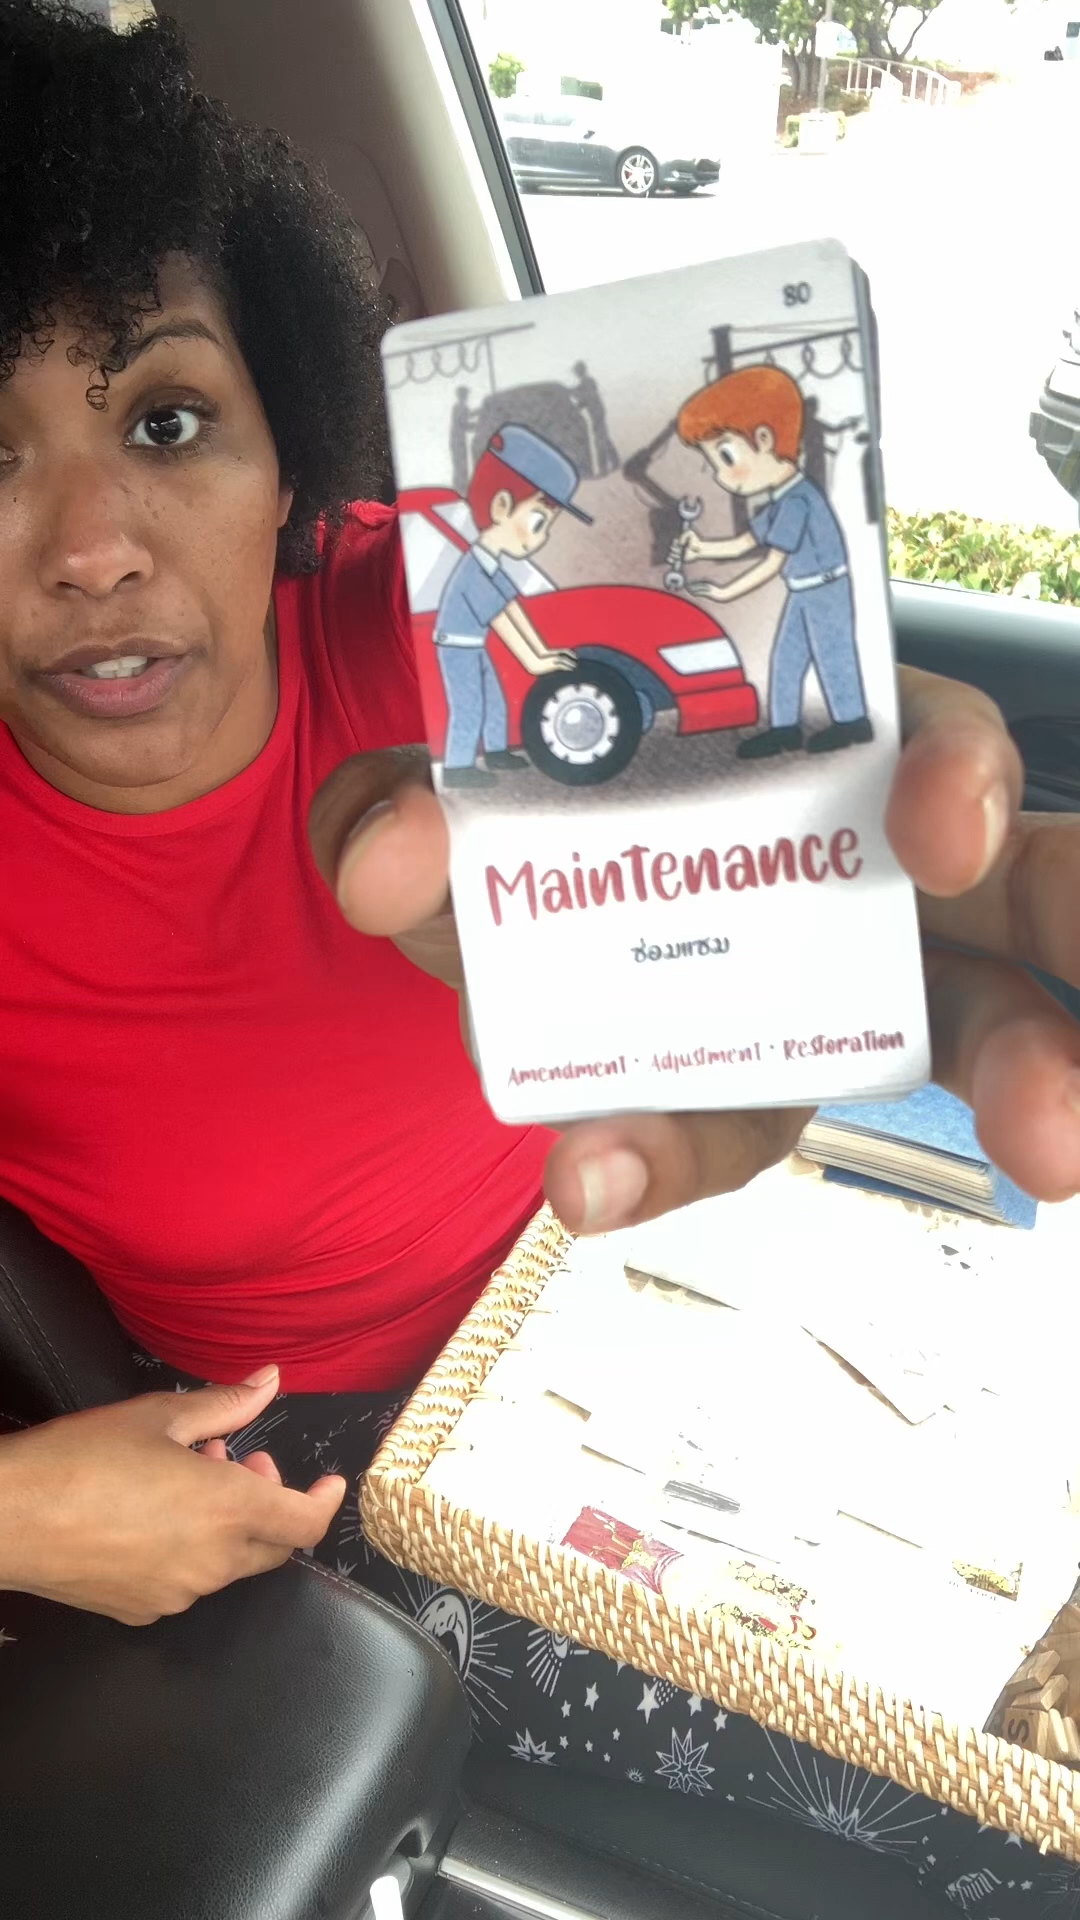 80
Maintenance
ซ่อมแซม
Amendment · Adjustment · Restoration
S